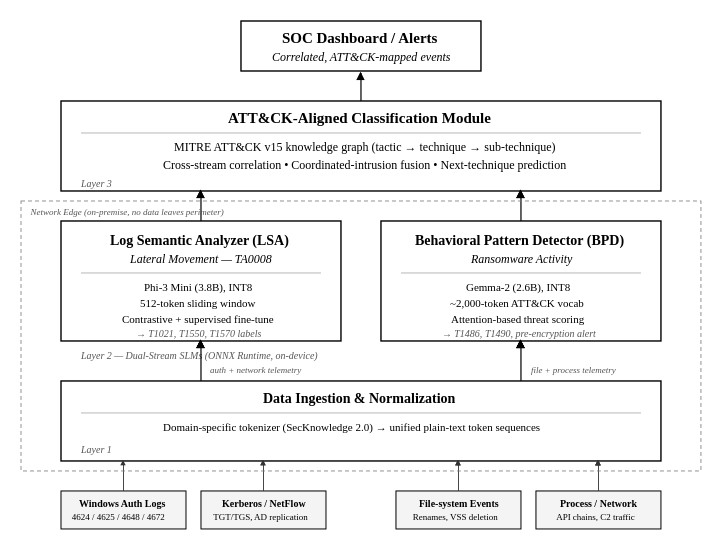 SOC Dashboard / Alerts
Correlated, ATT&CK-mapped events
ATT&CK-Aligned Classification Module
MITRE ATT&CK v15 knowledge graph (tactic → technique → sub-technique)
Cross-stream correlation • Coordinated-intrusion fusion • Next-technique prediction
Layer 3
Network Edge (on-premise, no data leaves perimeter)
Log Semantic Analyzer (LSA)
Lateral Movement — TA0008
Phi-3 Mini (3.8B), INT8
512-token sliding window
Contrastive + supervised fine-tune
→ T1021, T1550, T1570 labels
Behavioral Pattern Detector (BPD)
Ransomware Activity
Gemma-2 (2.6B), INT8
~2,000-token ATT&CK vocab
Attention-based threat scoring
→ T1486, T1490, pre-encryption alert
Layer 2 — Dual-Stream SLMs (ONNX Runtime, on-device)
auth + network telemetry
file + process telemetry
Data Ingestion & Normalization
Domain-specific tokenizer (SecKnowledge 2.0) → unified plain-text token sequences
Layer 1
Windows Auth Logs
4624 / 4625 / 4648 / 4672
Kerberos / NetFlow
TGT/TGS, AD replication
File-system Events
Renames, VSS deletion
Process / Network
API chains, C2 traffic